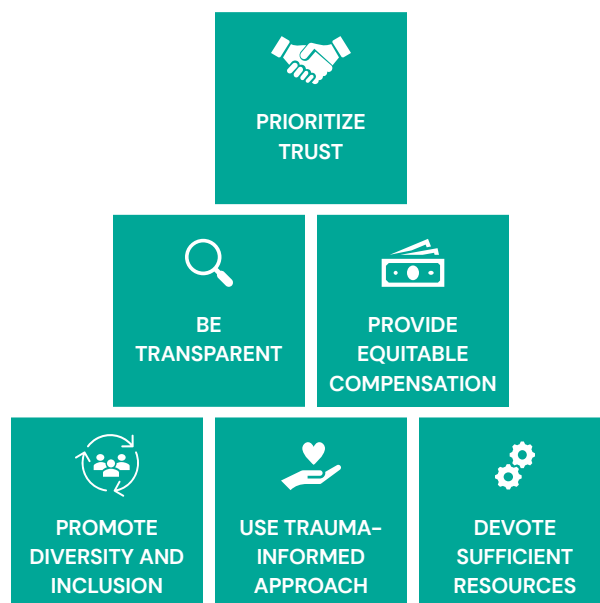 PRIORITIZE
TRUST
BE
TRANSPARENT
PROVIDE
EQUITABLE
COMPENSATION
PROMOTE
DIVERSITY AND
INCLUSION
USE TRAUMA-
INFORMED
APPROACH
DEVOTE
SUFFICIENT
RESOURCES